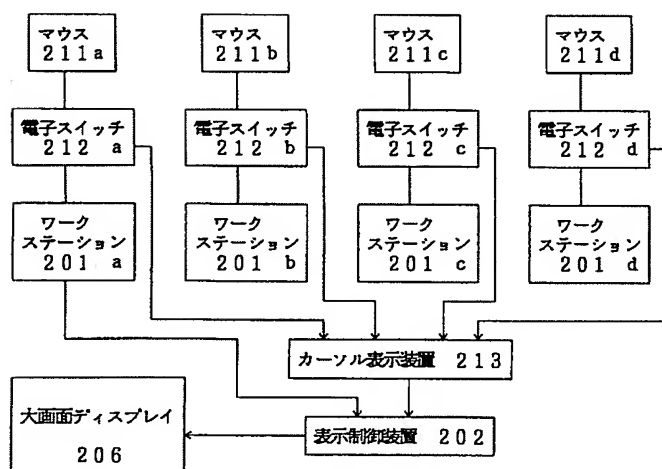 マウス
211a
マウス
211b
マウス
211c
マウス
211d
電子スイッチ
212 a
電子スイッチ
212 b
電子スイッチ
212 c
電子スイッチ
212 d
ワーク
ステーション
201 a
ワーク
ステーション
201 b
ワーク
ステーション
201 c
ワーク
ステーション
201 d
カーソル表示装置 213
大画面ディスプレイ
206
表示制御装置 202